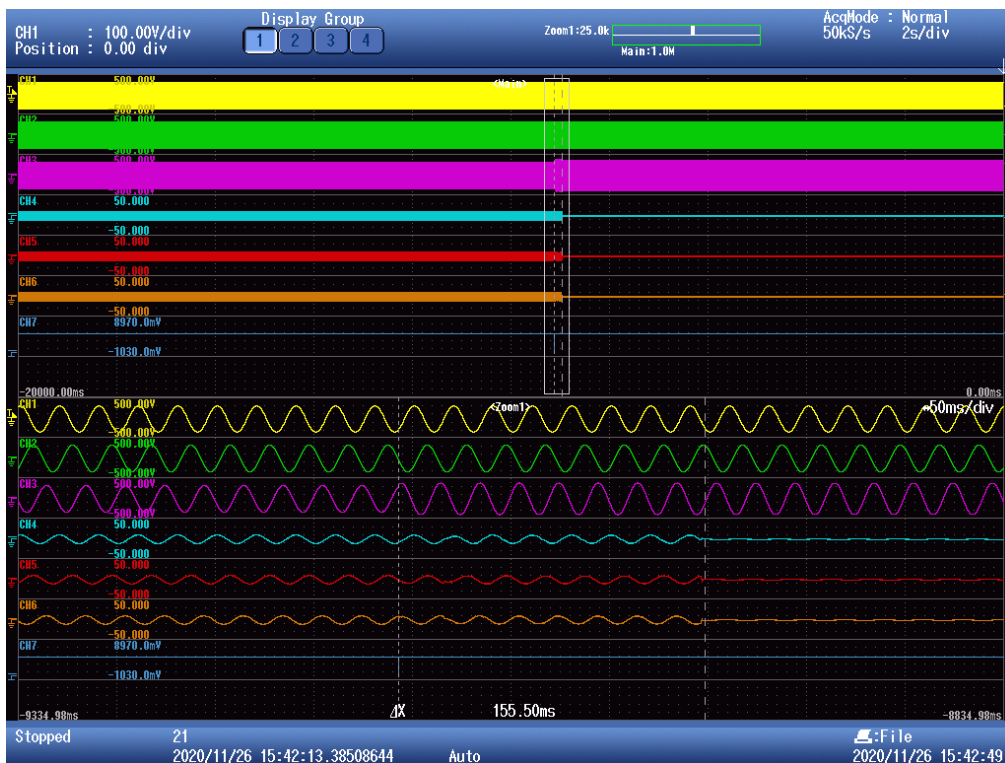 CH1 : 100.00V/div
Position : 0.00 div
Display Group
1 2 3 4
Zoom1:25.0k
Main:1.0M
AcqMode : Normal
50kS/s 2s/div
<Main>
CH1 500.00V
-500.00V
CH2 500.00V
-500.00V
CH3 500.00V
-500.00V
CH4 50.000
-50.000
CH5 50.000
-50.000
CH6 50.000
-50.000
CH7 8970.0mV
-1030.0mV
-20000.00ms 0.00ms
<Zoom1>
50ms/div
CH1 500.00V
-500.00V
CH2 500.00V
-500.00V
CH3 500.00V
-500.00V
CH4 50.000
-50.000
CH5 50.000
-50.000
CH6 50.000
-50.000
CH7 8970.0mV
-1030.0mV
ΔX 155.50ms
-9334.98ms -8834.98ms
Stopped 21
2020/11/26 15:42:13.38508644 Auto
:File
2020/11/26 15:42:49